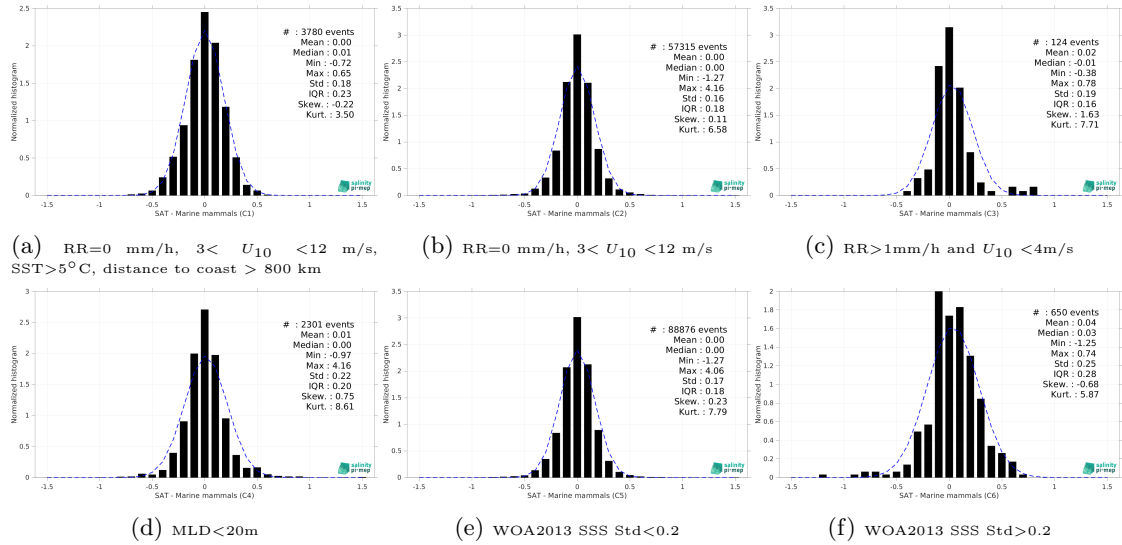 2.5
2
1.5
1
0.5
0
Normalized histogram
# : 3780 events
Mean : 0.00
Median : 0.01
Min : -0.72
Max : 0.65
Std : 0.18
IQR : 0.23
Skew. : -0.22
Kurt. : 3.50
salinity
pi-mep
-1.5 -1 -0.5 0 0.5 1 1.5
SAT - Marine mammals (C1)
(a) RR=0 mm/h, 3< U10 <12 m/s,
SST>5°C, distance to coast > 800 km
3.5
3
2.5
2
1.5
1
0.5
0
Normalized histogram
# : 57315 events
Mean : 0.00
Median : 0.00
Min : -1.27
Max : 4.16
Std : 0.16
IQR : 0.18
Skew. : 0.11
Kurt. : 6.58
salinity
pi-mep
-1.5 -1 -0.5 0 0.5 1 1.5
SAT - Marine mammals (C2)
(b) RR=0 mm/h, 3< U10 <12 m/s
3.5
3
2.5
2
1.5
1
0.5
0
Normalized histogram
# : 124 events
Mean : 0.02
Median : -0.01
Min : -0.38
Max : 0.78
Std : 0.19
IQR : 0.16
Skew. : 1.63
Kurt. : 7.71
salinity
pi-mep
-1.5 -1 -0.5 0 0.5 1 1.5
SAT - Marine mammals (C3)
(c) RR>1mm/h and U10 <4m/s
3
2.5
2
1.5
1
0.5
0
Normalized histogram
# : 2301 events
Mean : 0.01
Median : 0.00
Min : -0.97
Max : 4.16
Std : 0.22
IQR : 0.20
Skew. : 0.75
Kurt. : 8.61
salinity
pi-mep
-1.5 -1 -0.5 0 0.5 1 1.5
SAT - Marine mammals (C4)
(d) MLD<20m
3.5
3
2.5
2
1.5
1
0.5
0
Normalized histogram
# : 88876 events
Mean : 0.00
Median : 0.00
Min : -1.27
Max : 4.06
Std : 0.17
IQR : 0.18
Skew. : 0.23
Kurt. : 7.79
salinity
pi-mep
-1.5 -1 -0.5 0 0.5 1 1.5
SAT - Marine mammals (C5)
(e) WOA2013 SSS Std<0.2
2
1.8
1.6
1.4
1.2
1
0.8
0.6
0.4
0.2
0
Normalized histogram
# : 650 events
Mean : 0.04
Median : 0.03
Min : -1.25
Max : 0.74
Std : 0.25
IQR : 0.28
Skew. : -0.68
Kurt. : 5.87
salinity
pi-mep
-1.5 -1 -0.5 0 0.5 1 1.5
SAT - Marine mammals (C6)
(f) WOA2013 SSS Std>0.2